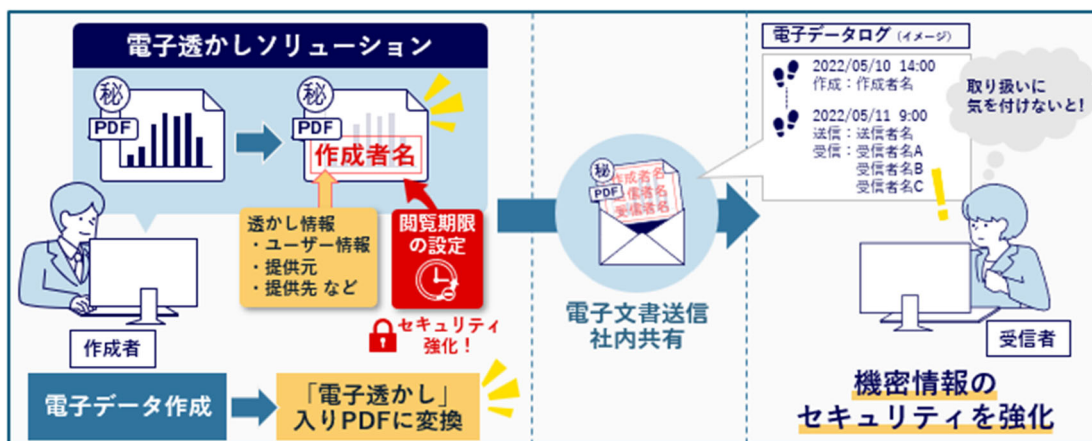 電子透かしソリューション
秘
PDF
秘
PDF
作成者名
透かし情報
・ユーザー情報
・提供元
・提供先 など
閲覧期限
の設定
セキュリティ
強化！
作成者
電子データ作成
「電子透かし」
入りPDFに変換
秘
PDF
作成者名
送信者名
受信者名
電子文書送信
社内共有
電子データログ（イメージ）
2022/05/10 14:00
作成：作成者名
2022/05/11 9:00
送信：送信者名
受信：受信者名A
受信者名B
受信者名C
取り扱いに
気を付けないと!
受信者
機密情報の
セキュリティを強化